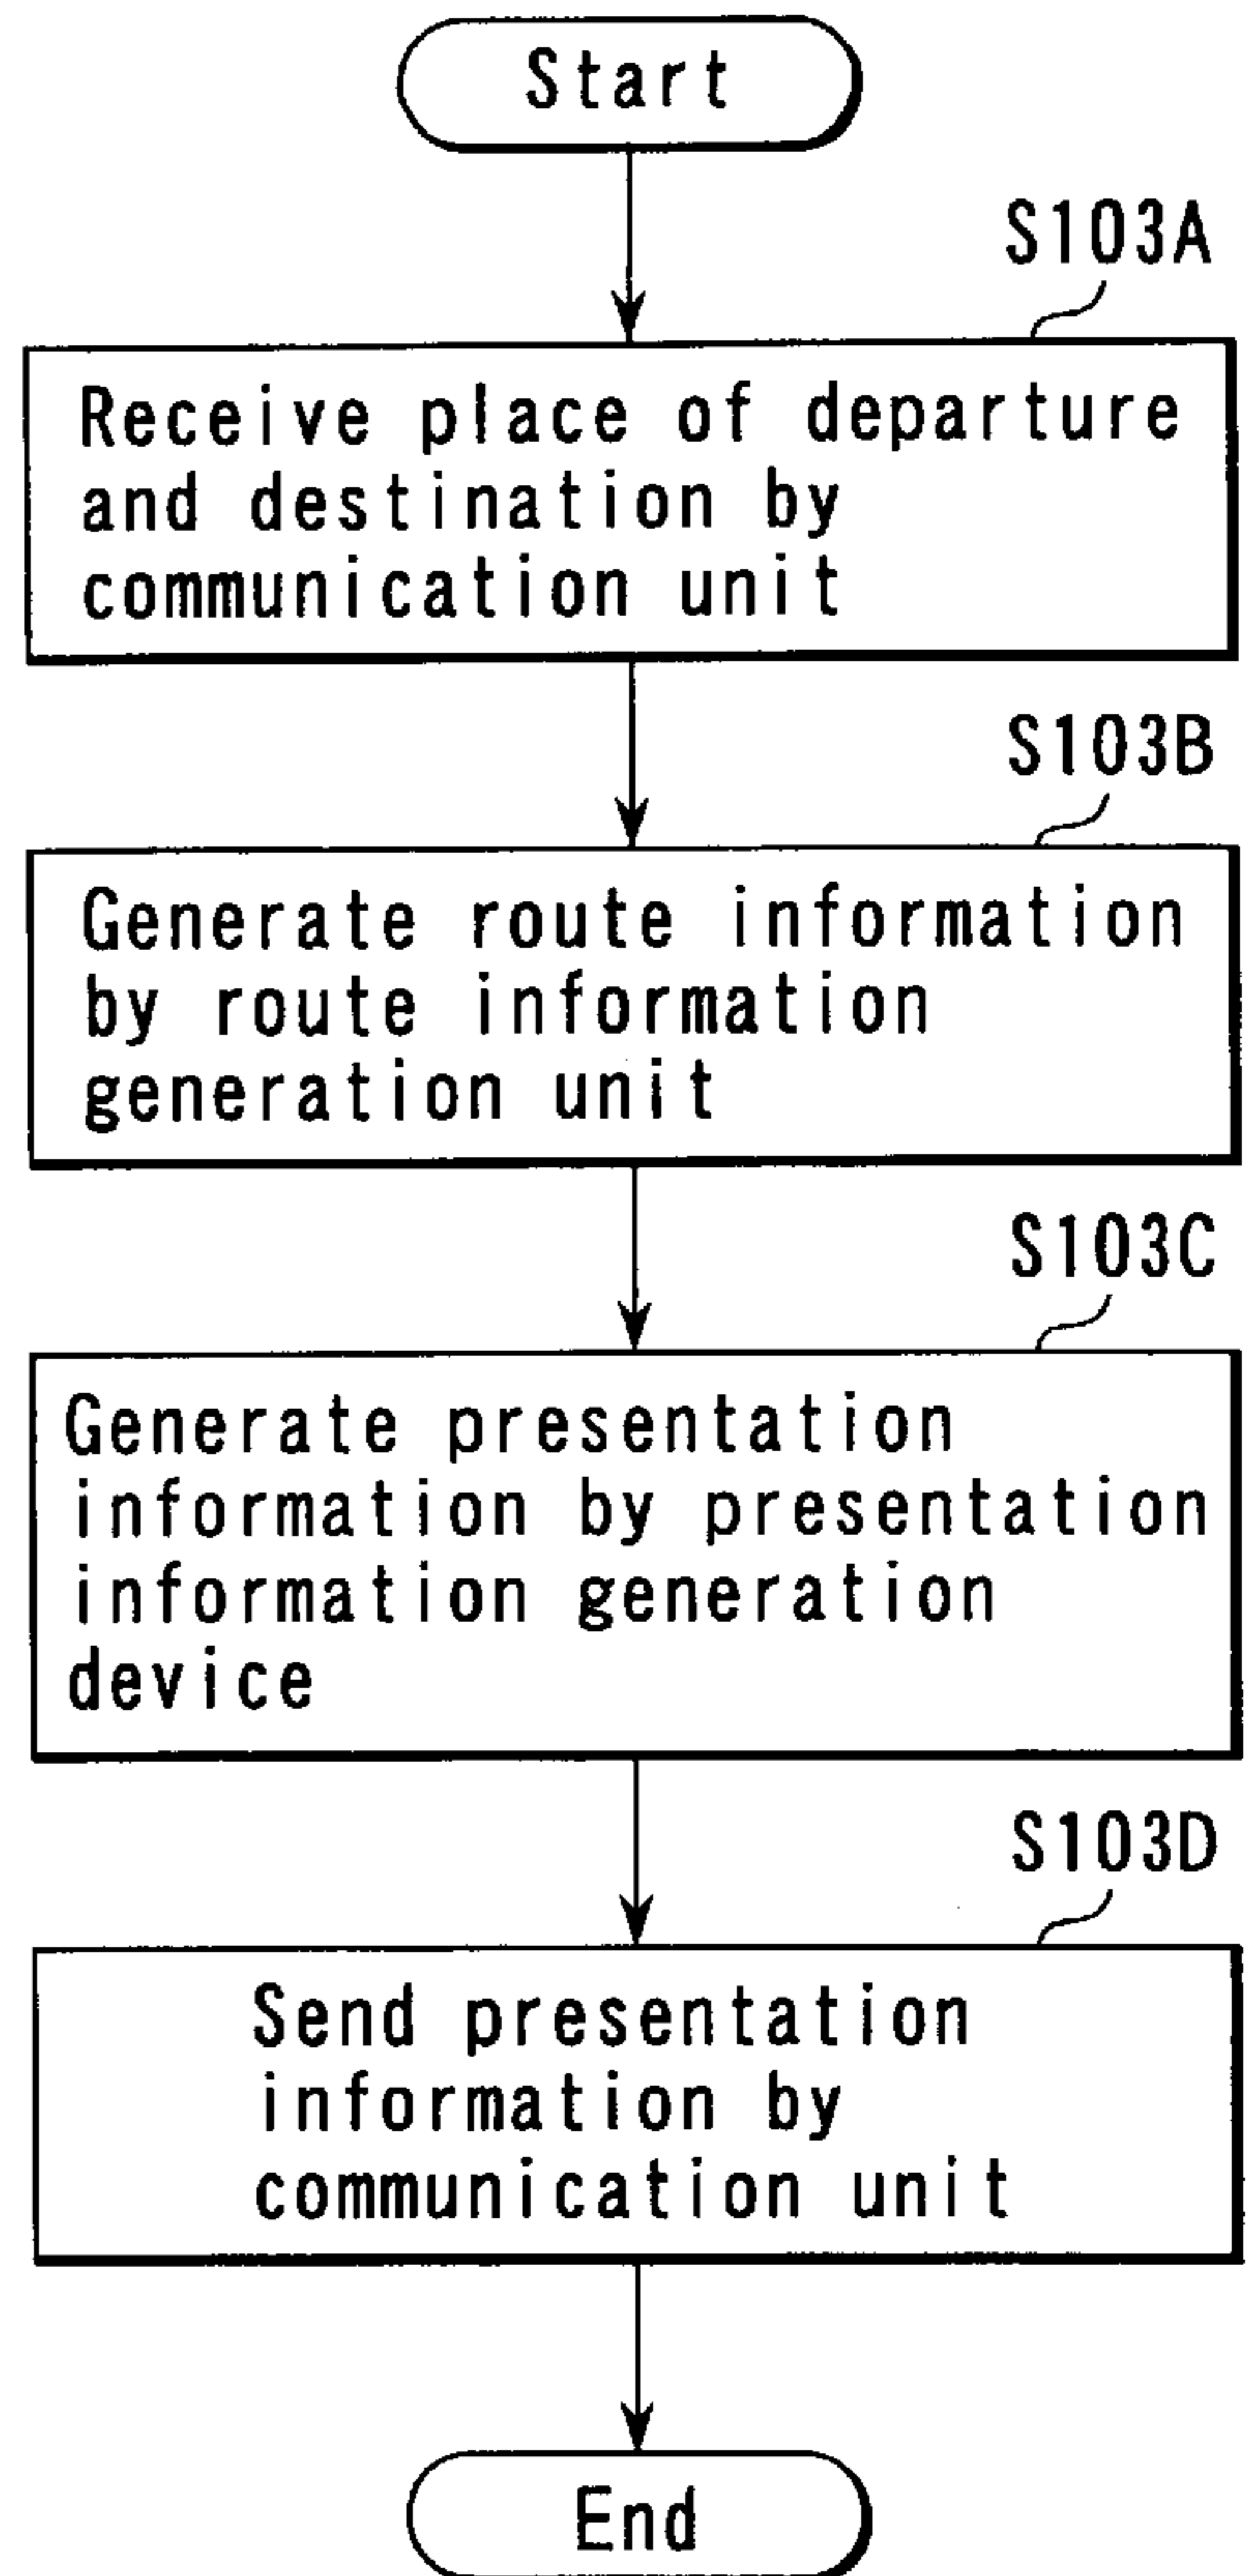 Start
S103A
Receive place of departure
and destination by
communication unit
S103B
Generate route information
by route information
generation unit
S103C
Generate presentation
information by presentation
information generation
device
S103D
Send presentation
information by
communication unit
End